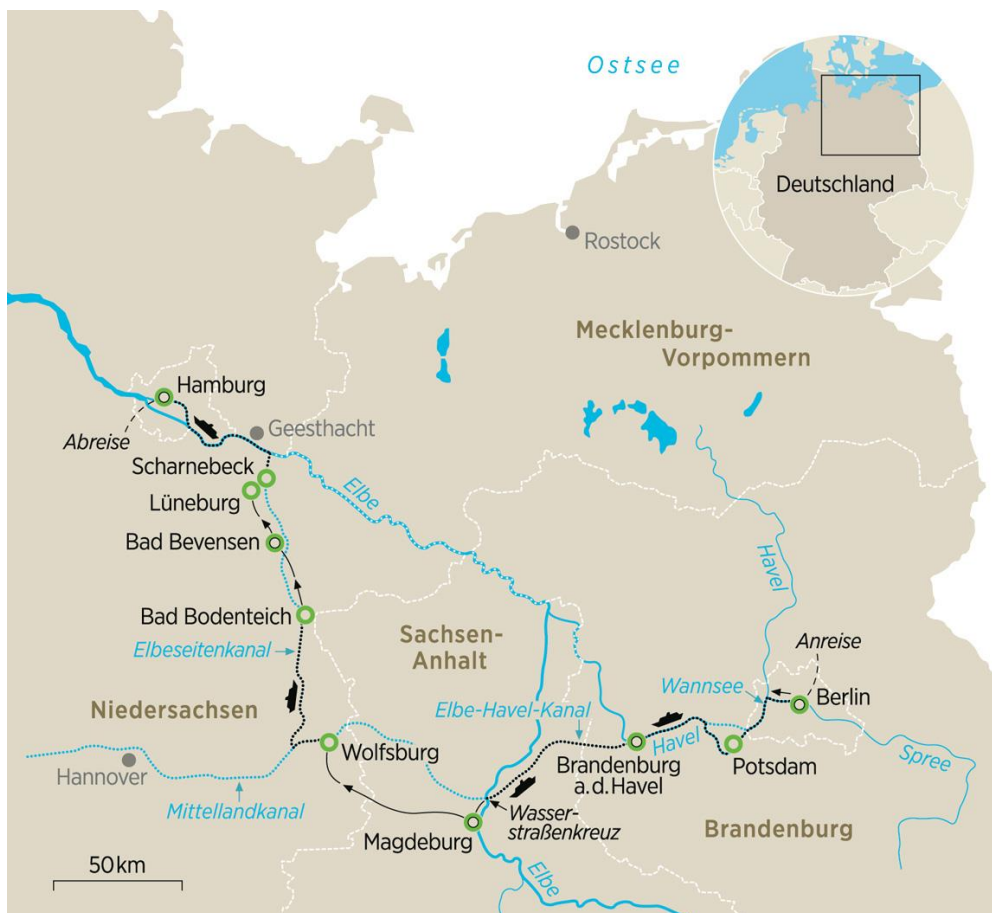 Ostsee
Deutschland
Rostock
Mecklenburg-
Vorpommern
Hamburg
Abreise
Geesthacht
Scharnebeck
Lüneburg
Elbe
Bad Bevensen
Havel
Bad Bodenteich
Sachsen-
Anhalt
Elbeseitenkanal
Anreise
Wannsee
Berlin
Niedersachsen
Elbe-Havel-Kanal
Wolfsburg
Havel
Hannover
Brandenburg
a. d. Havel
Potsdam
Spree
Mittellandkanal
Wasser-
straßenkreuz
Magdeburg
Brandenburg
50 km
Elbe